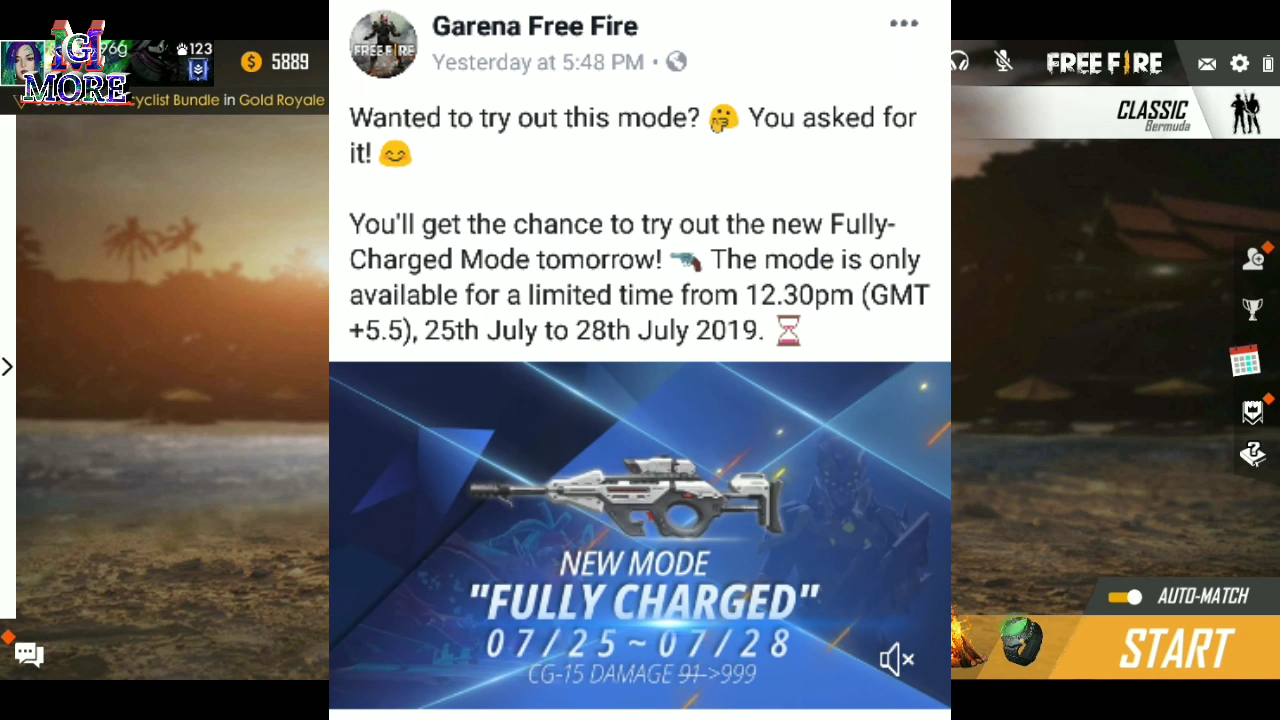 Garena Free Fire
Yesterday at 5:48 PM
Wanted to try out this mode? 🤔 You asked for
it! 😊
You'll get the chance to try out the new Fully-
Charged Mode tomorrow! 🔫 The mode is only
available for a limited time from 12.30pm (GMT
+5.5), 25th July to 28th July 2019. ⏳
NEW MODE
"FULLY CHARGED"
07/25~07/28
CG-15 DAMAGE 91->999
FREE FIRE
M
G
MORE
123
5889
yclist Bundle in Gold Royale
FREE FIRE
CLASSIC
Bermuda
AUTO-MATCH
START